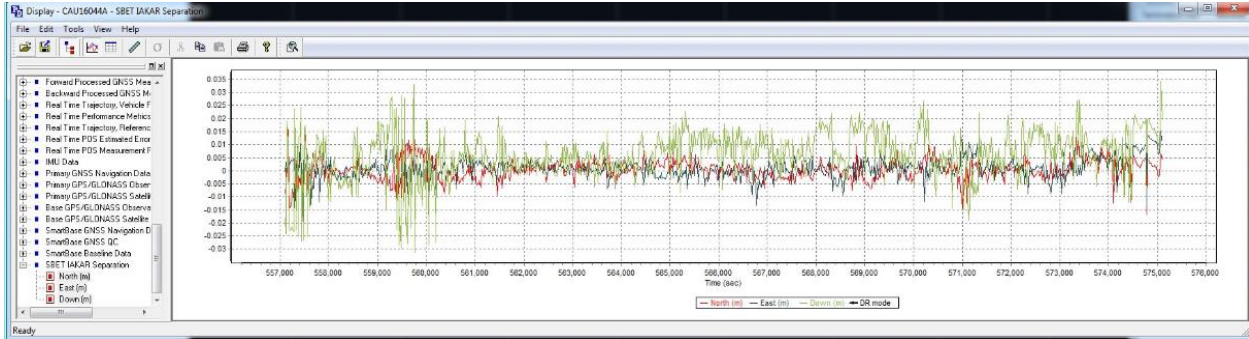 Display - CAU16044A - SBET IAKAR Separation
File Edit Tools View Help
Forward Processed GNSS Mea
Backward Processed GNSS M
Real Time Trajectory, Vehicle F
Real Time Performance Metrics
Real Time Trajectory, Referenc
Real Time POS Estimated Error
Real Time POS Measurement F
IMU Data
Primary GNSS Navigation Data
Primary GPS/GLONASS Obser
Primary GPS/GLONASS Satelli
Base GPS/GLONASS Observa
Base GPS/GLONASS Satellite
SmartBase GNSS Navigation D
SmartBase GNSS QC
SmartBase Baseline Data
SBET IAKAR Separation
North (m)
East (m)
Down (m)
0.035
0.03
0.025
0.02
0.015
0.01
0.005
0
-0.005
-0.01
-0.015
-0.02
-0.025
-0.03
557,000 558,000 559,000 560,000 561,000 562,000 563,000 564,000 565,000 566,000 567,000 568,000 569,000 570,000 571,000 572,000 573,000 574,000 575,000 576,000
Time (sec)
North (m) East (m) Down (m) DR mode
Ready